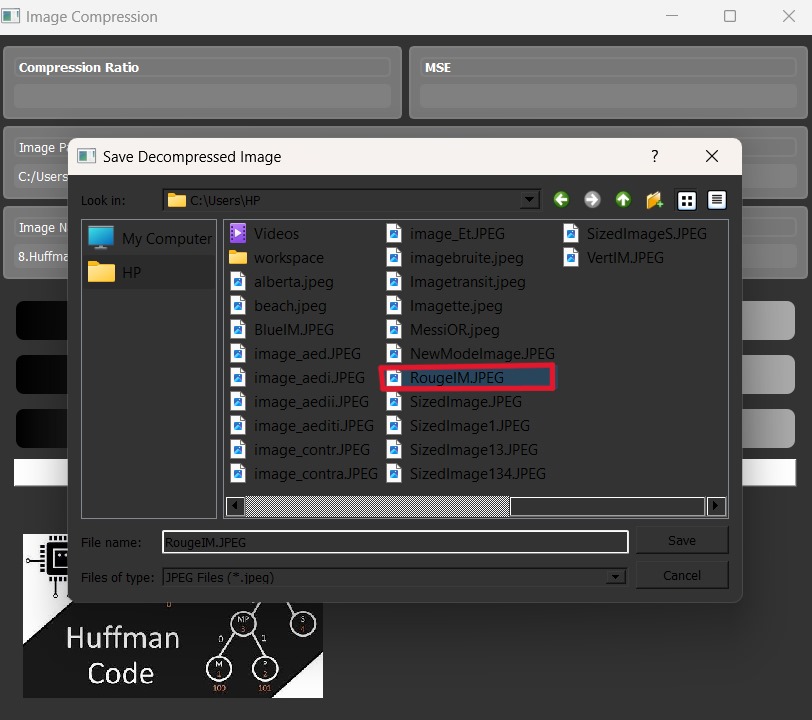 Image Compression
Compression Ratio
MSE
Image Pa
C:/Users
Image N
8.Huffma
Save Decompressed Image
?
Look in:
C:\Users\HP
My Computer
HP
Videos
workspace
alberta.jpeg
beach.jpeg
BlueIM.JPEG
image_aed.JPEG
image_aedi.JPEG
image_aedii.JPEG
image_aediti.JPEG
image_contr.JPEG
image_contra.JPEG
image_Et.JPEG
imagebruite.jpeg
Imagetransit.jpeg
Imagette.jpeg
MessiOR.jpeg
NewModeImage.JPEG
RougeIM.JPEG
SizedImage.JPEG
SizedImage1.JPEG
SizedImage13.JPEG
SizedImage134.JPEG
SizedImageS.JPEG
VertIM.JPEG
File name:
RougeIM.JPEG
Save
Files of type:
JPEG Files (*.jpeg)
Cancel
Huffman
Code
MP
3
S
4
0
1
M
1
P
2
100
101